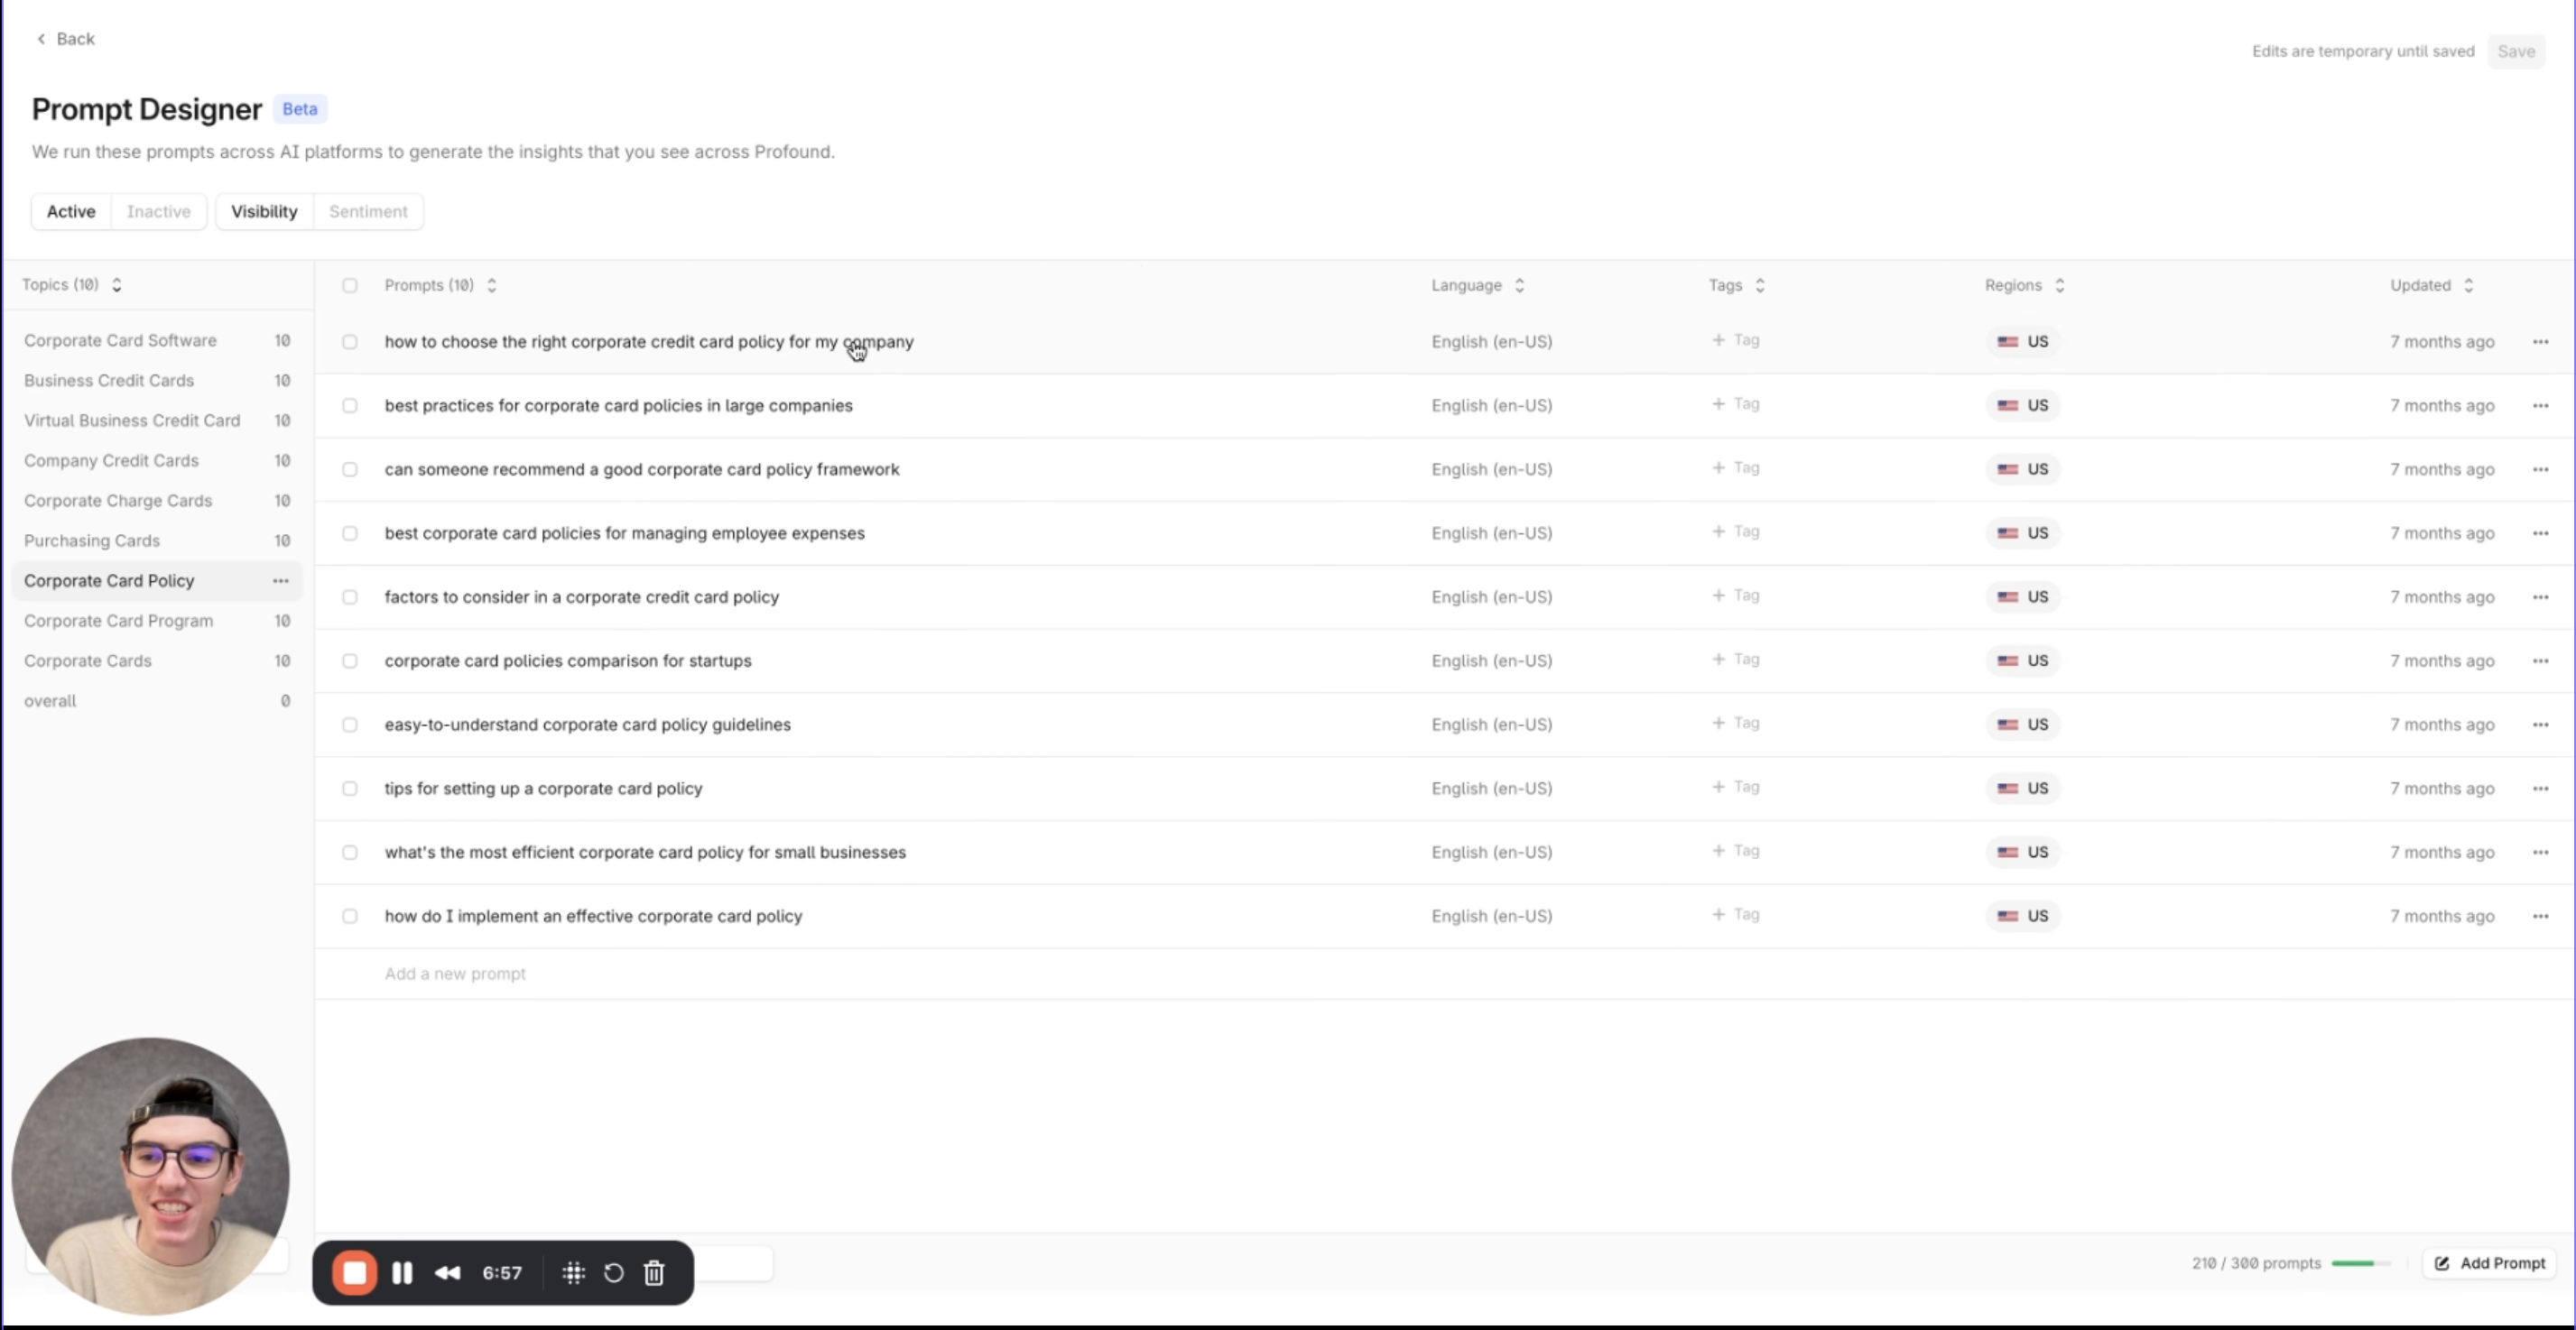 Back
Edits are temporary until saved Save
Prompt Designer Beta
We run these prompts across AI platforms to generate the insights that you see across Profound.
Active Inactive Visibility Sentiment
Topics (10)
Corporate Card Software 10
Business Credit Cards 10
Virtual Business Credit Card 10
Company Credit Cards 10
Corporate Charge Cards 10
Purchasing Cards 10
Corporate Card Policy
Corporate Card Program 10
Corporate Cards 10
overall 0
Prompts (10) Language Tags Regions Updated
how to choose the right corporate credit card policy for my company English (en-US) + Tag US 7 months ago ...
best practices for corporate card policies in large companies English (en-US) + Tag US 7 months ago ...
can someone recommend a good corporate card policy framework English (en-US) + Tag US 7 months ago ...
best corporate card policies for managing employee expenses English (en-US) + Tag US 7 months ago ...
factors to consider in a corporate credit card policy English (en-US) + Tag US 7 months ago ...
corporate card policies comparison for startups English (en-US) + Tag US 7 months ago ...
easy-to-understand corporate card policy guidelines English (en-US) + Tag US 7 months ago ...
tips for setting up a corporate card policy English (en-US) + Tag US 7 months ago ...
what's the most efficient corporate card policy for small businesses English (en-US) + Tag US 7 months ago ...
how do I implement an effective corporate card policy English (en-US) + Tag US 7 months ago ...
Add a new prompt
6:57
210 / 300 prompts Add Prompt